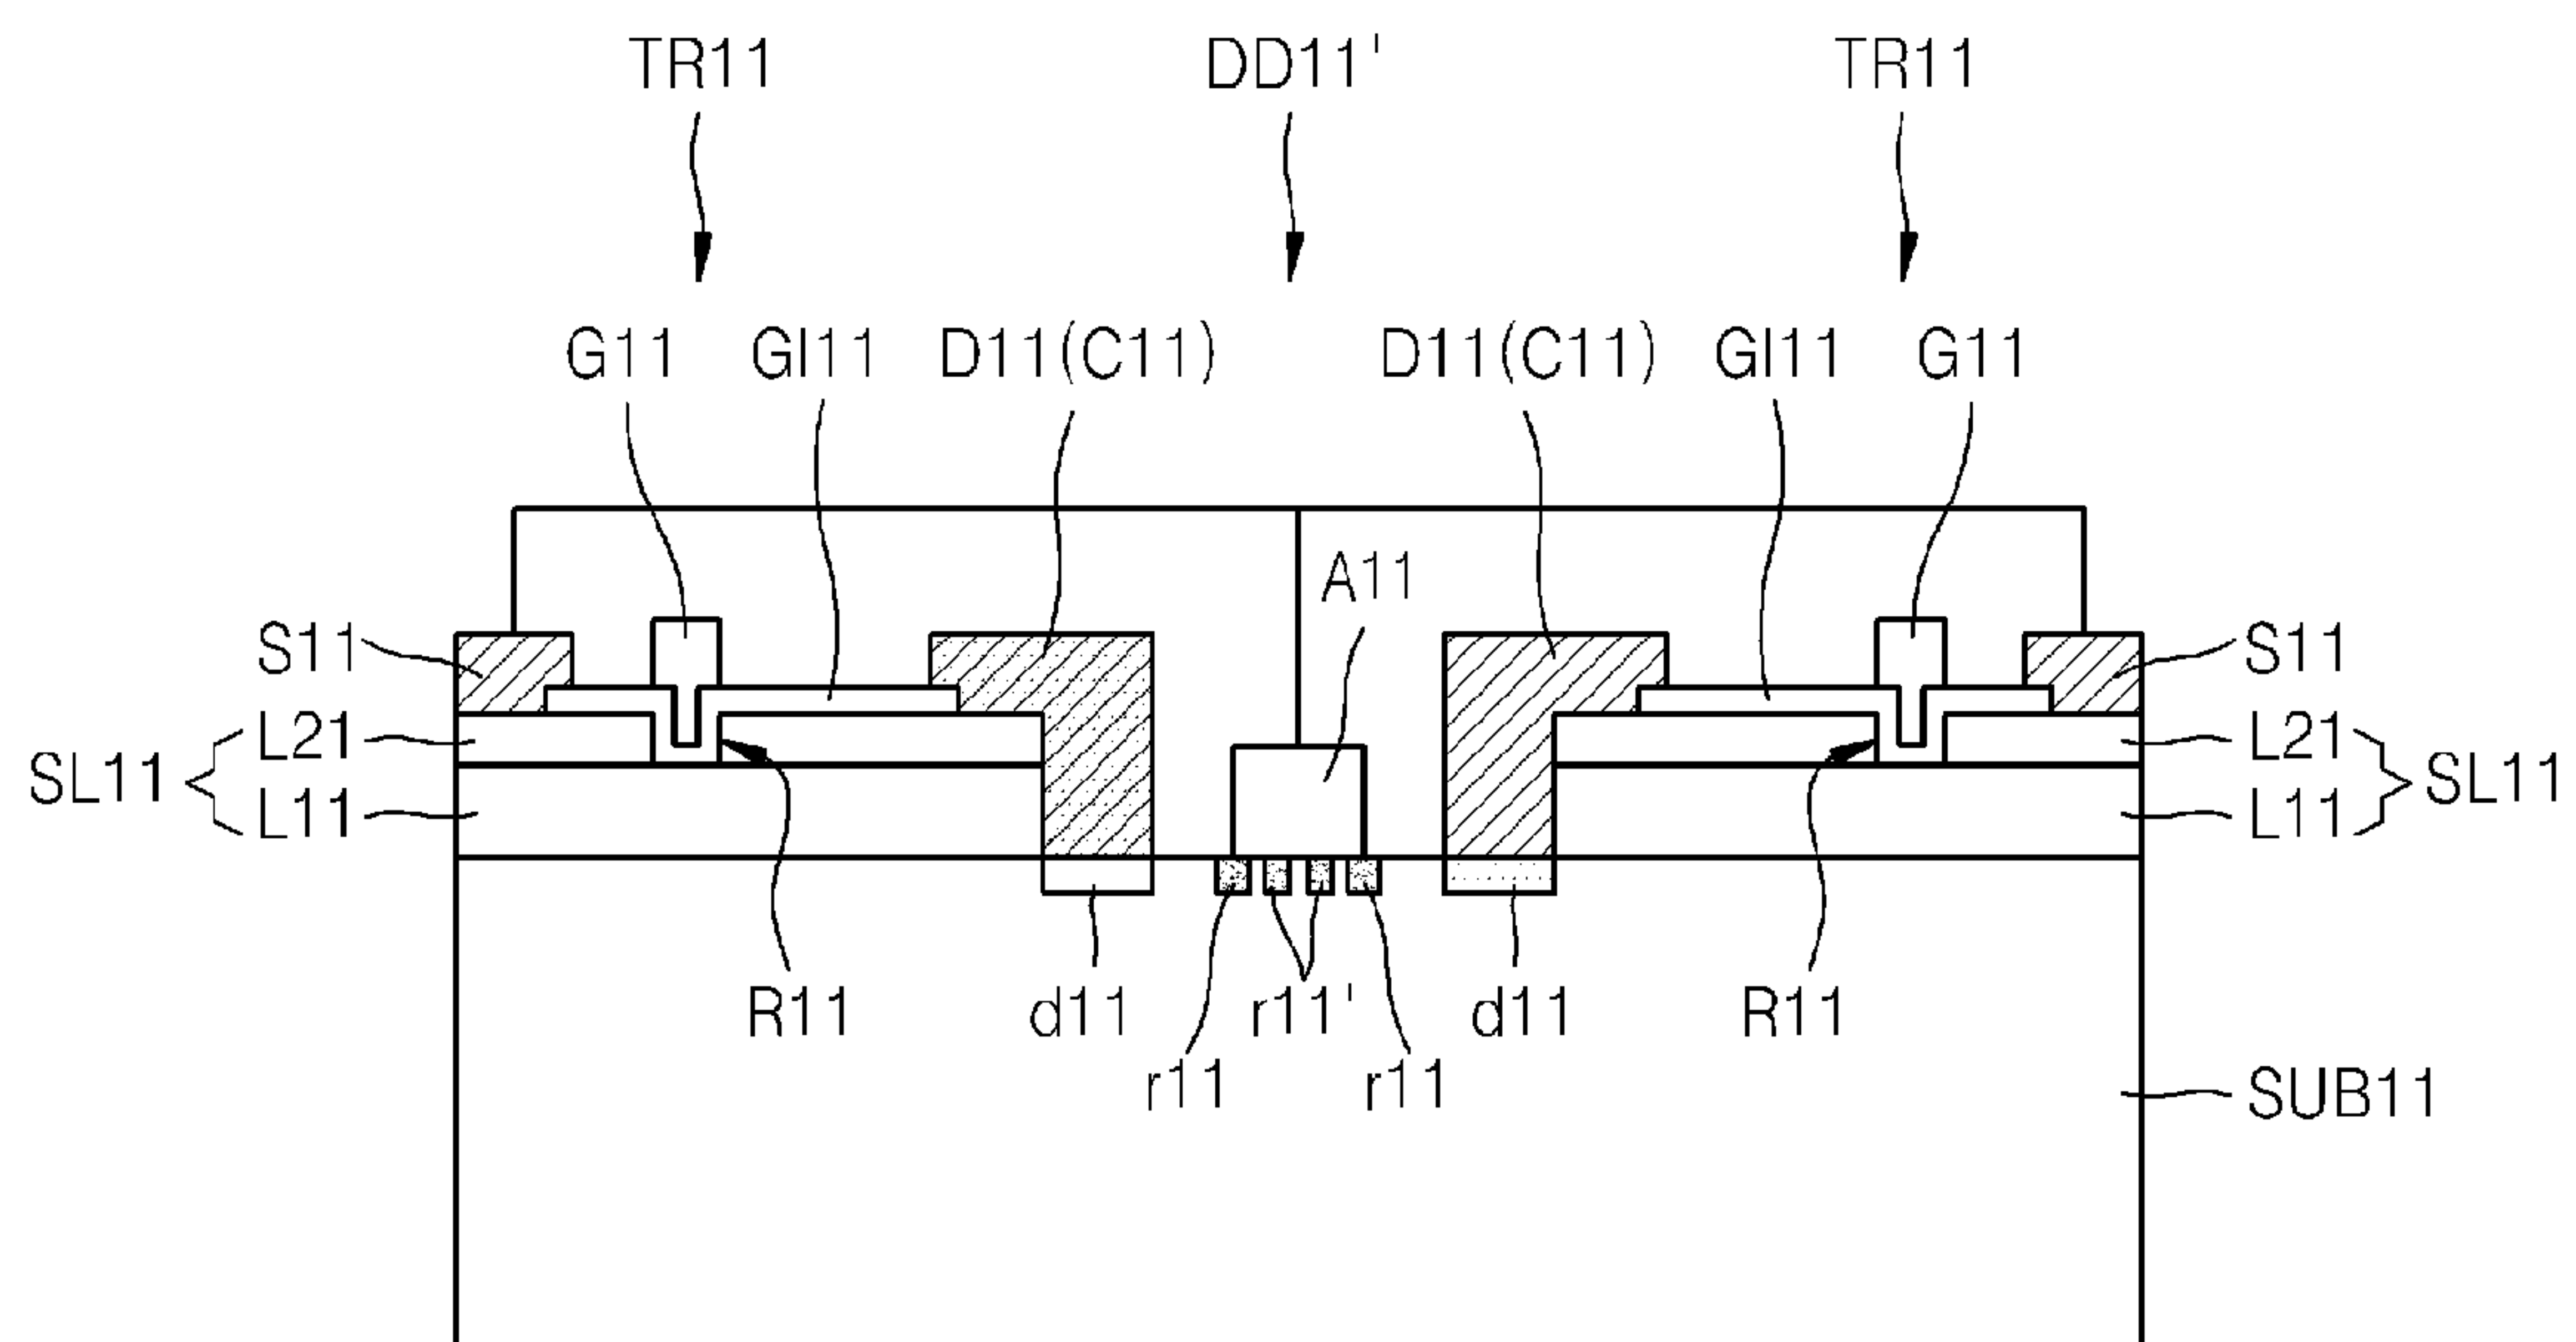 TR11 DD11' TR11
G11 GI11 D11(C11) D11(C11) GI11 G11
A11
S11 S11
L21 L21
SL11 SL11
L11 L11
R11 d11 r11' d11 R11
r11 r11 SUB11